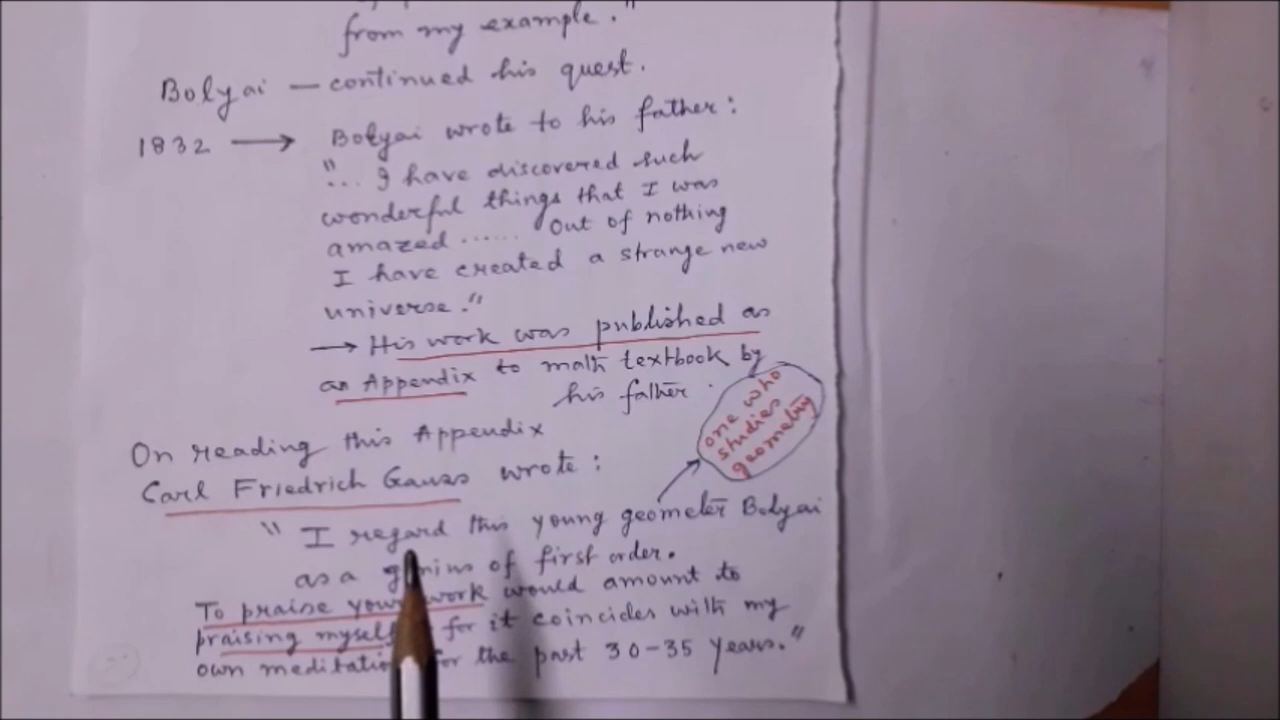 from my example."
Bolyai — continued his quest.
1832 → Bolyai wrote to his father :
"... I have discovered such
wonderful things that I was
amazed ...... Out of nothing
I have created a strange new
universe."
→ His work was published as
an Appendix to math textbook by
his father.
one who
studies
geometry
On reading this Appendix
Carl Friedrich Gauss wrote :
" I regard this young geometer Bolyai
as a genius of first order.
To praise your work would amount to
praising myself for it coincides with my
own meditation for the past 30-35 years."